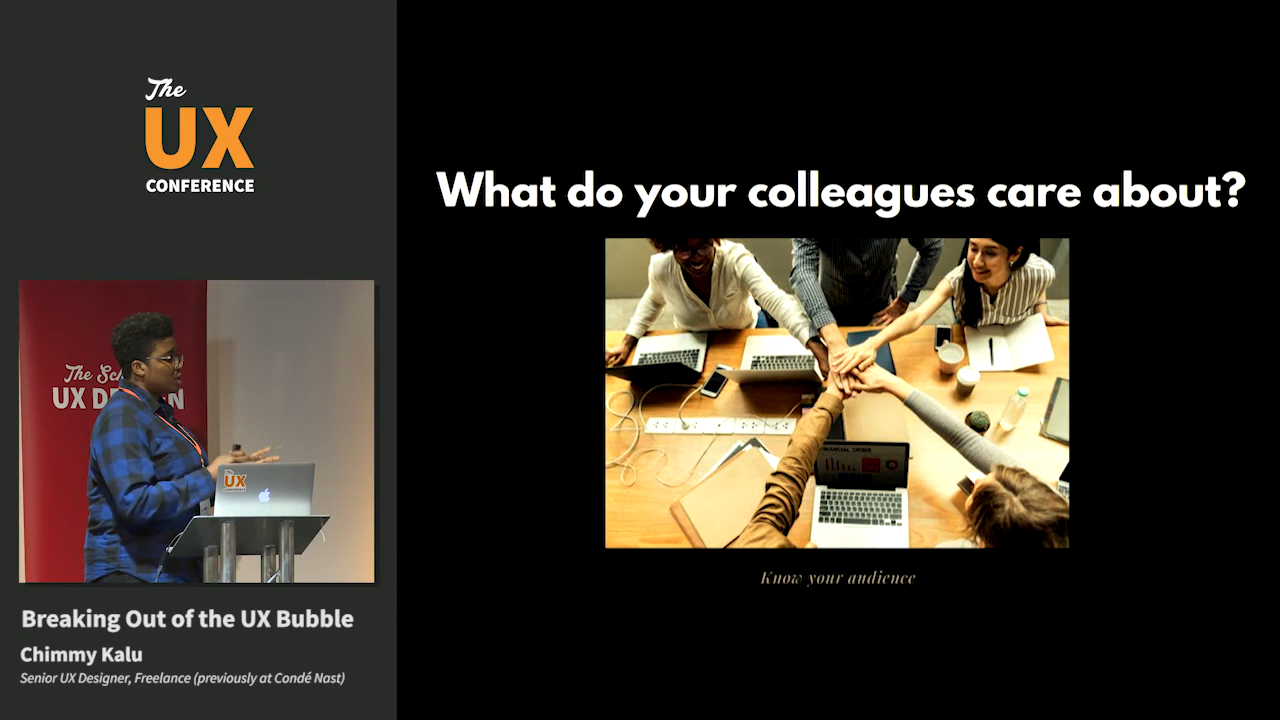 The
UX
CONFERENCE
What do your colleagues care about?
The Sch
UX D
N
The
UX
CONFERENCE
FINANCIAL CRISIS
Know your audience
Breaking Out of the UX Bubble
Chimmy Kalu
Senior UX Designer, Freelance (previously at Condé Nast)